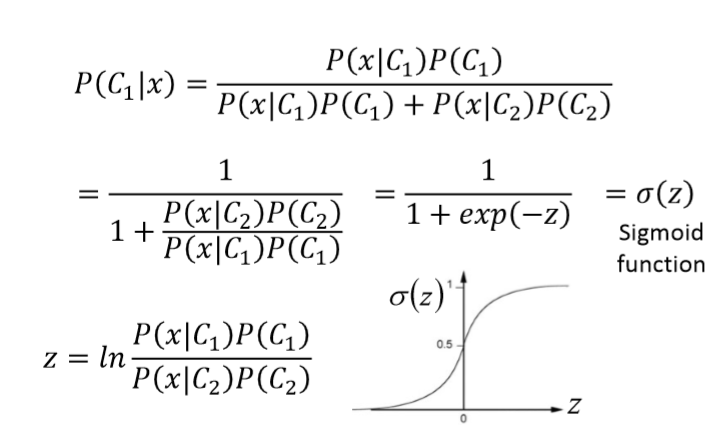 P(C₁|x) = P(x|C₁)P(C₁) / P(x|C₁)P(C₁) + P(x|C₂)P(C₂)
= 1 / 1 + P(x|C₂)P(C₂) / P(x|C₁)P(C₁) = 1 / 1 + exp(−z) = σ(z)
Sigmoid
function
σ(z) 1
z = ln P(x|C₁)P(C₁) / P(x|C₂)P(C₂)
0.5
z
0